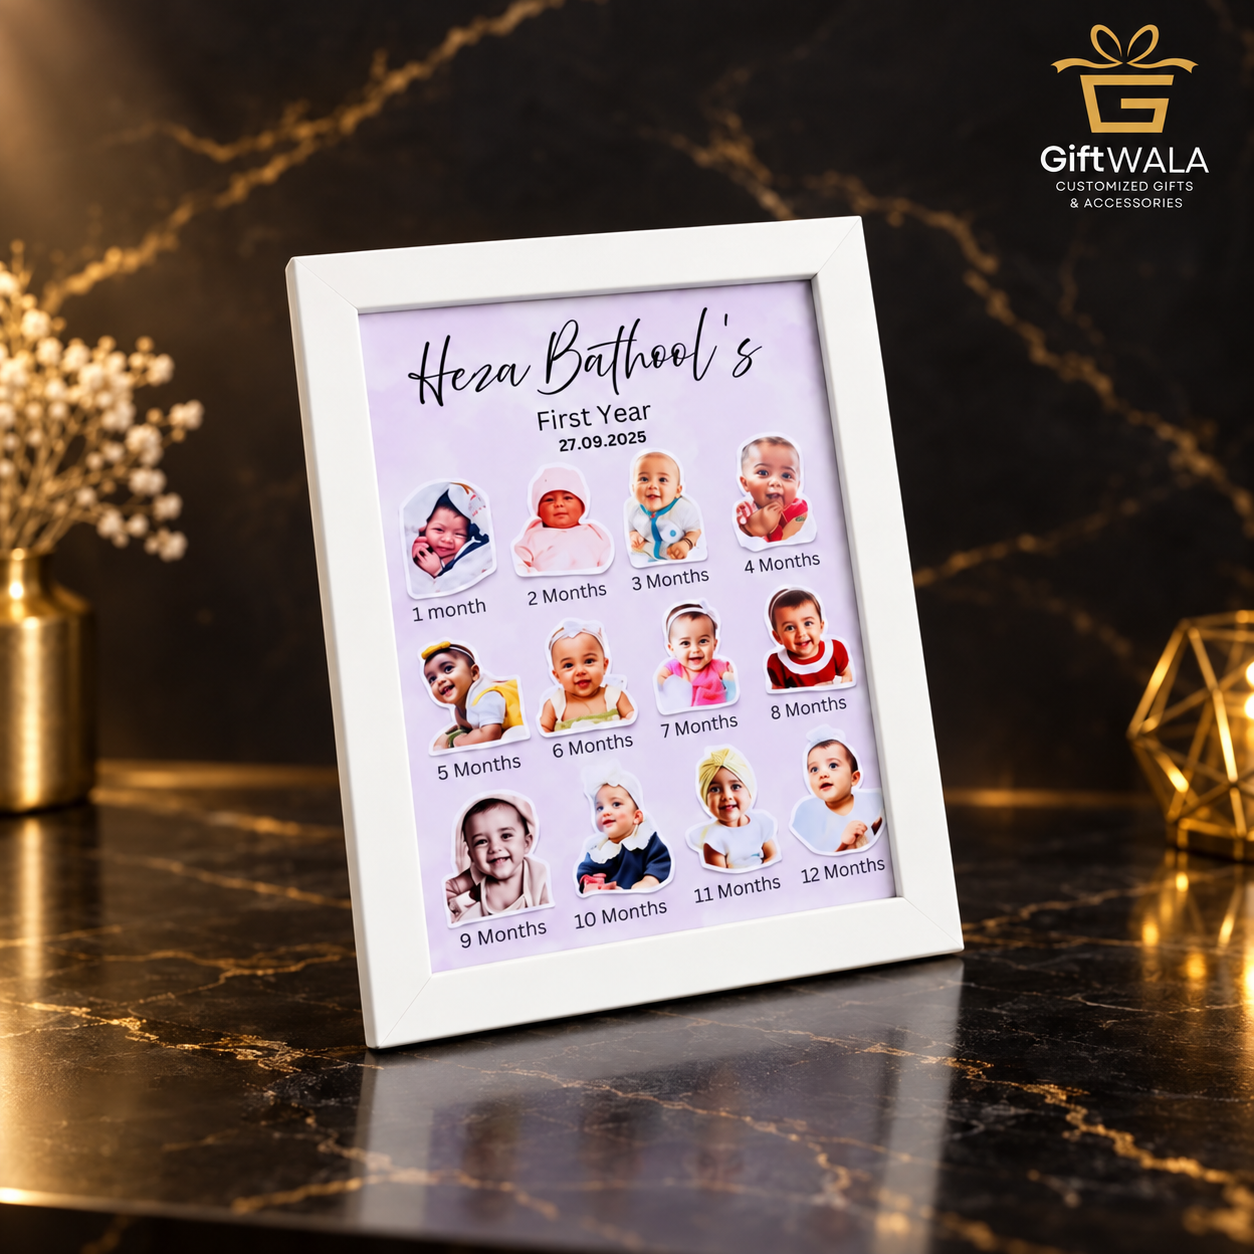 GiftWALA
CUSTOMIZED GIFTS
& ACCESSORIES
Heza Bathool's
First Year
27.09.2025
1 month
2 Months
3 Months
4 Months
5 Months
6 Months
7 Months
8 Months
9 Months
10 Months
11 Months
12 Months